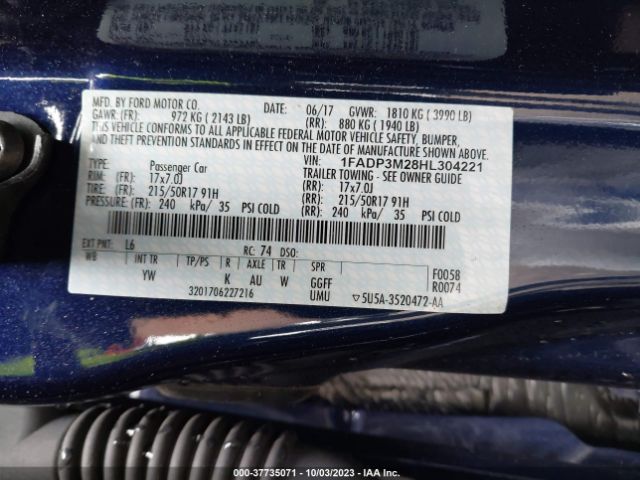 MFD. BY FORD MOTOR CO. DATE: 06/17 GVWR: 1810 KG ( 3990 LB)
GAWR: (FR): 972 KG ( 2143 LB) (RR): 880 KG ( 1940 LB)
THIS VEHICLE CONFORMS TO ALL APPLICABLE FEDERAL MOTOR VEHICLE SAFETY, BUMPER,
AND THEFT PREVENTION STANDARDS IN EFFECT ON THE DATE OF MANUFACTURE SHOWN ABOVE.
VIN: 1FADP3M28HL304221
TYPE: Passenger Car TRAILER TOWING - SEE OWNER GUIDE
RIM: (FR): 17x7.0J (RR): 17x7.0J
TIRE: (FR): 215/50R17 91H (RR): 215/50R17 91H
PRESSURE: (FR): 240 kPa/ 35 PSI COLD (RR): 240 kPa/ 35 PSI COLD
EXT PNT: L6 RC: 74 DSO:
WB INT TR TP/PS R AXLE TR SPR F0058
YW K AU W GGFF R0074
3201706227216 UMU ▽5U5A-3520472-AA
000-37735071 - 10/03/2023 - IAA Inc.